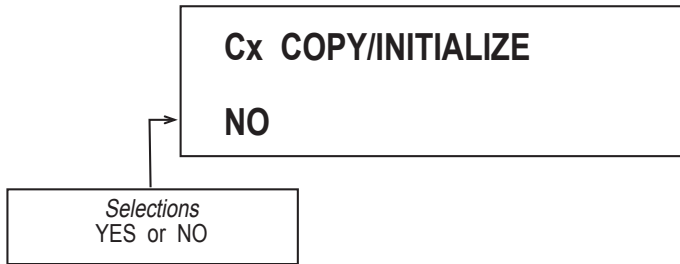 Cx COPY/INITIALIZE
NO
Selections
YES or NO